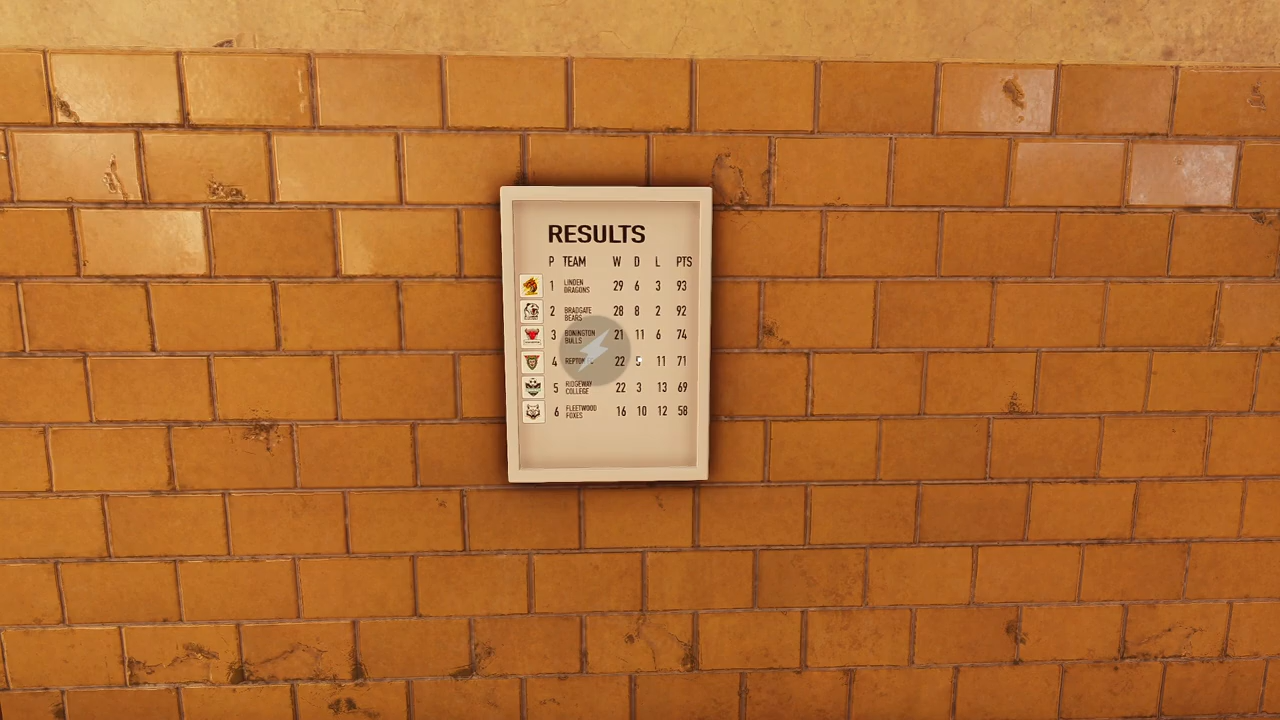 RESULTS
P TEAM W D L PTS
1 LINDEN DRAGONS 29 6 3 93
2 BRADGATE BEARS 28 8 2 92
3 BONINGTON BULLS 21 11 6 74
4 22 5 11 71
5 RIDGEWAY COLLEGE 22 3 13 69
6 FLEETWOOD FOXES 16 10 12 58